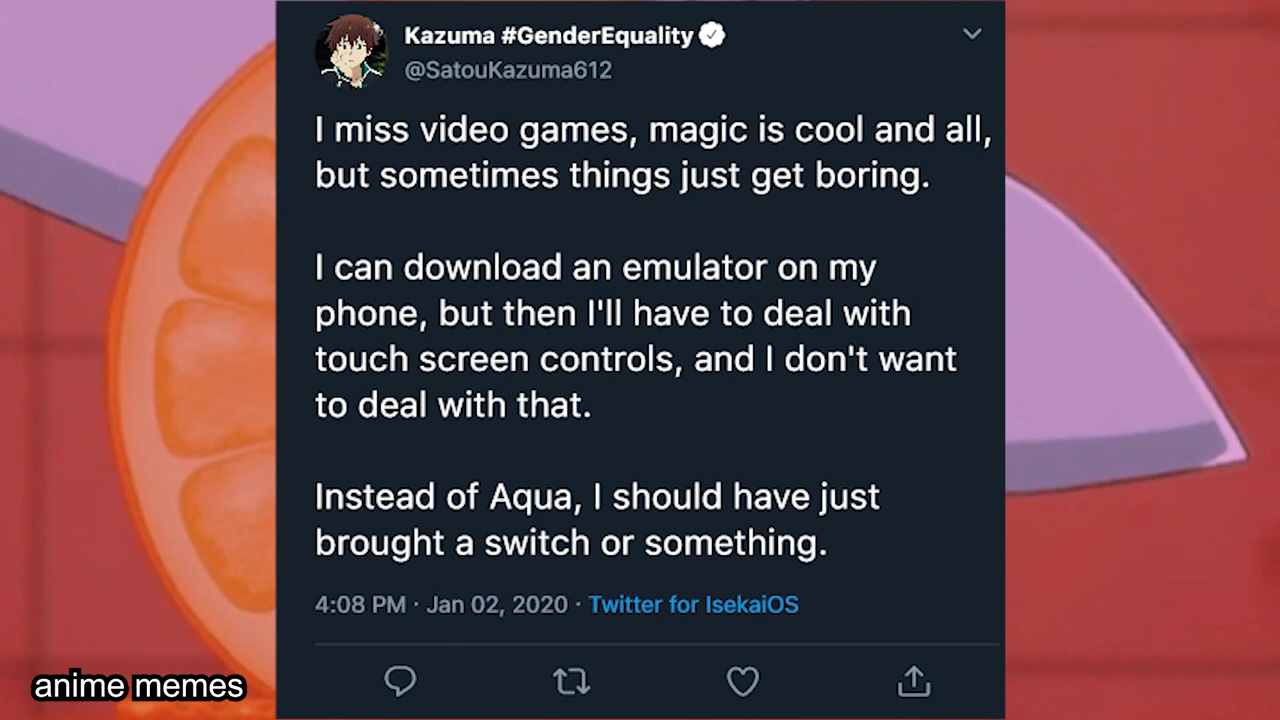 Kazuma #GenderEquality
@SatouKazuma612
I miss video games, magic is cool and all,
but sometimes things just get boring.
I can download an emulator on my
phone, but then I'll have to deal with
touch screen controls, and I don't want
to deal with that.
Instead of Aqua, I should have just
brought a switch or something.
4:08 PM · Jan 02, 2020 · Twitter for IsekaiOS
anime memes